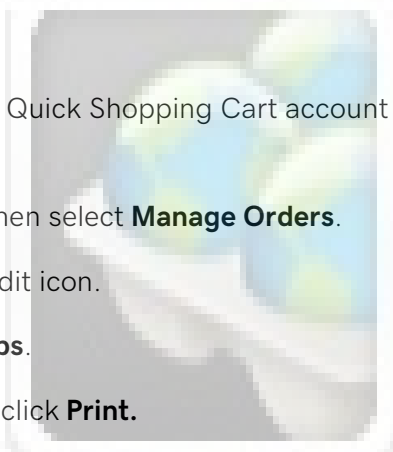 Quick Shopping Cart account
hen select Manage Orders.
dit icon.
os.
click Print.